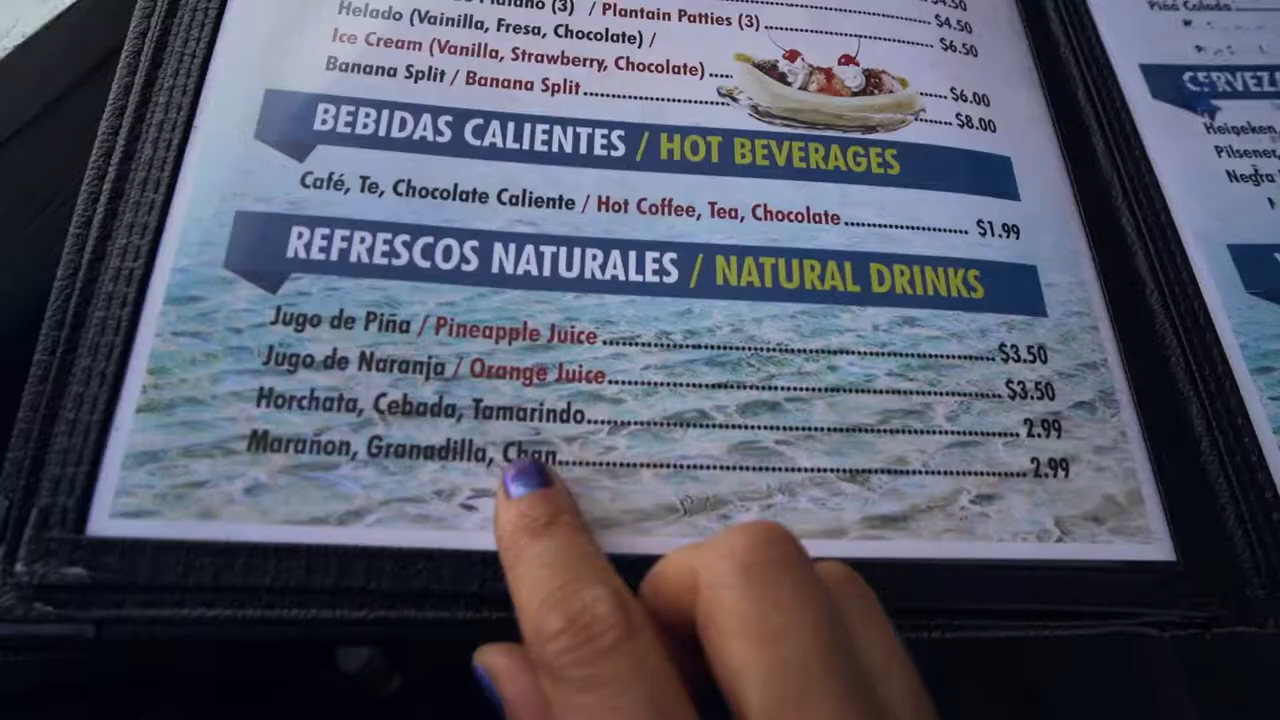 (3) / Plantain Patties (3) $4.50
Helado (Vainilla, Fresa, Chocolate) / $6.50
Ice Cream (Vanilla, Strawberry, Chocolate) ..... $6.00
Banana Split / Banana Split ..... $8.00
BEBIDAS CALIENTES / HOT BEVERAGES
Café, Te, Chocolate Caliente / Hot Coffee, Tea, Chocolate ..... $1.99
REFRESCOS NATURALES / NATURAL DRINKS
Jugo de Piña / Pineapple Juice ..... $3.50
Jugo de Naranja / Orange Juice ..... $3.50
Horchata, Cebada, Tamarindo ..... 2.99
Marañon, Granadilla, Chan ..... 2.99
Piña Colada
CERVEZ
Heineken,
Pilsener,
Negra